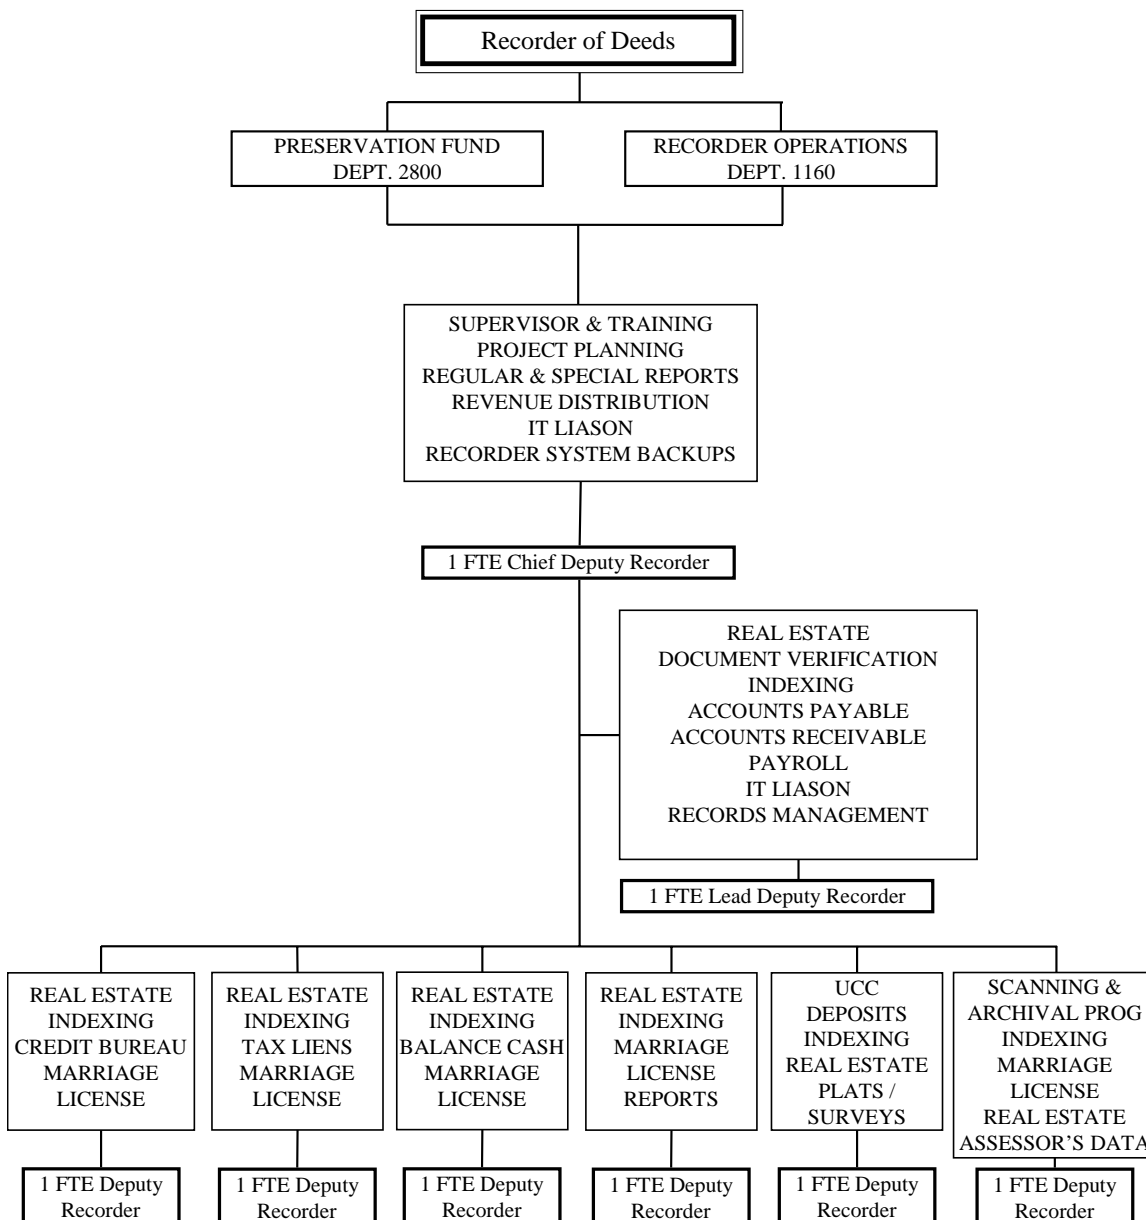 Recorder of Deeds
PRESERVATION FUND
DEPT. 2800
RECORDER OPERATIONS
DEPT. 1160
SUPERVISOR & TRAINING
PROJECT PLANNING
REGULAR & SPECIAL REPORTS
REVENUE DISTRIBUTION
IT LIASON
RECORDER SYSTEM BACKUPS
1 FTE Chief Deputy Recorder
REAL ESTATE
DOCUMENT VERIFICATION
INDEXING
ACCOUNTS PAYABLE
ACCOUNTS RECEIVABLE
PAYROLL
IT LIASON
RECORDS MANAGEMENT
1 FTE Lead Deputy Recorder
REAL ESTATE
INDEXING
CREDIT BUREAU
MARRIAGE
LICENSE
1 FTE Deputy
Recorder
REAL ESTATE
INDEXING
TAX LIENS
MARRIAGE
LICENSE
1 FTE Deputy
Recorder
REAL ESTATE
INDEXING
BALANCE CASH
MARRIAGE
LICENSE
1 FTE Deputy
Recorder
REAL ESTATE
INDEXING
MARRIAGE
LICENSE
REPORTS
1 FTE Deputy
Recorder
UCC
DEPOSITS
INDEXING
REAL ESTATE
PLATS /
SURVEYS
1 FTE Deputy
Recorder
SCANNING &
ARCHIVAL PROG
INDEXING
MARRIAGE
LICENSE
REAL ESTATE
ASSESSOR'S DATA
1 FTE Deputy
Recorder